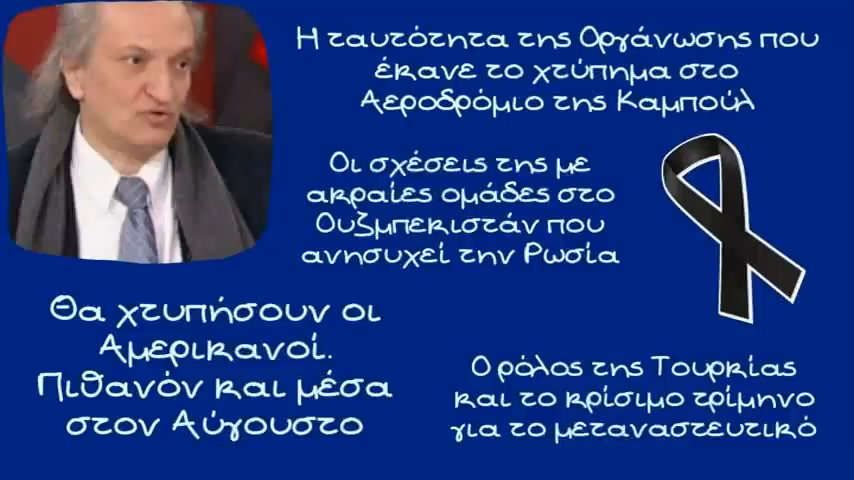 Η ταυτότητα της Οργάνωσης που
έκανε το χτύπημα στο
Αεροδρόμιο της Καμπούλ
Οι σχέσεις της με
ακραίες ομάδες στο
Ουζμπεκιστάν που
ανησυχεί την Ρωσία
Θα χτυπήσουν οι
Αμερικανοί.
Πιθανόν και μέσα
στον Αύγουστο
Ο ρόλος της Τουρκίας
και το κρίσιμο τρίμηνο
για το μεταναστευτικό